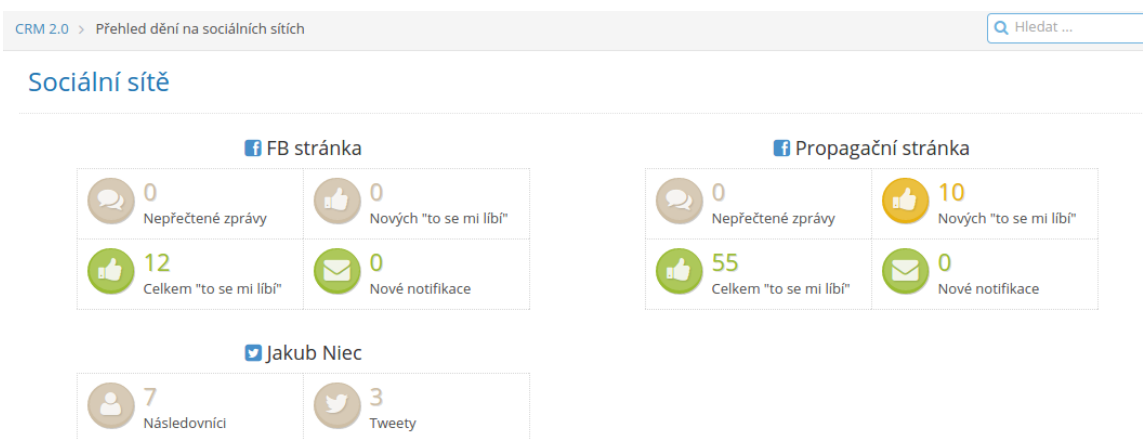 CRM 2.0 > Přehled dění na sociálních sítích
Hledat ...
Sociální sítě
FB stránka
0
Nepřečtené zprávy
0
Nových "to se mi líbí"
12
Celkem "to se mi líbí"
0
Nové notifikace
Propagační stránka
0
Nepřečtené zprávy
10
Nových "to se mi líbí"
55
Celkem "to se mi líbí"
0
Nové notifikace
Jakub Niec
7
Následovníci
3
Tweety